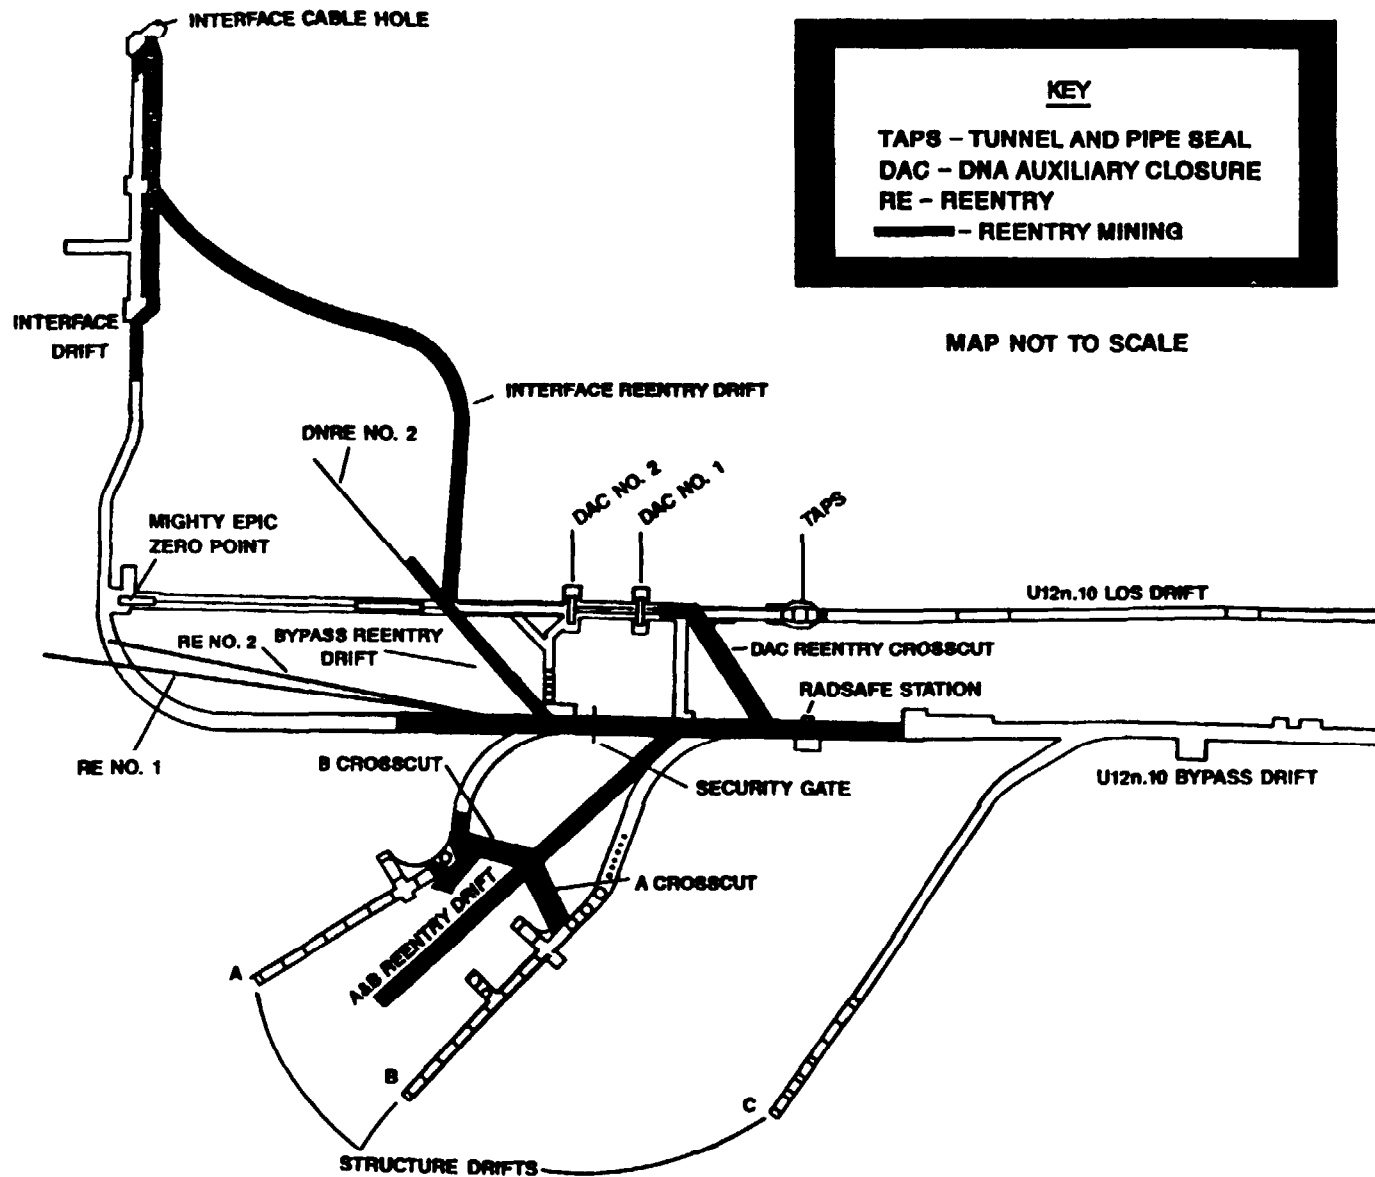 INTERFACE CABLE HOLE
KEY
TAPS – TUNNEL AND PIPE SEAL
DAC – DNA AUXILIARY CLOSURE
RE – REENTRY
– REENTRY MINING
MAP NOT TO SCALE
INTERFACE
DRIFT
INTERFACE REENTRY DRIFT
DNRE NO. 2
DAC NO. 2
DAC NO. 1
TAPS
MIGHTY EPIC
ZERO POINT
U12n.10 LOS DRIFT
RE NO. 2
BYPASS REENTRY
DRIFT
DAC REENTRY CROSSCUT
RADSAFE STATION
RE NO. 1
B CROSSCUT
SECURITY GATE
U12n.10 BYPASS DRIFT
A CROSSCUT
A&B REENTRY DRIFT
A
B
C
STRUCTURE DRIFTS